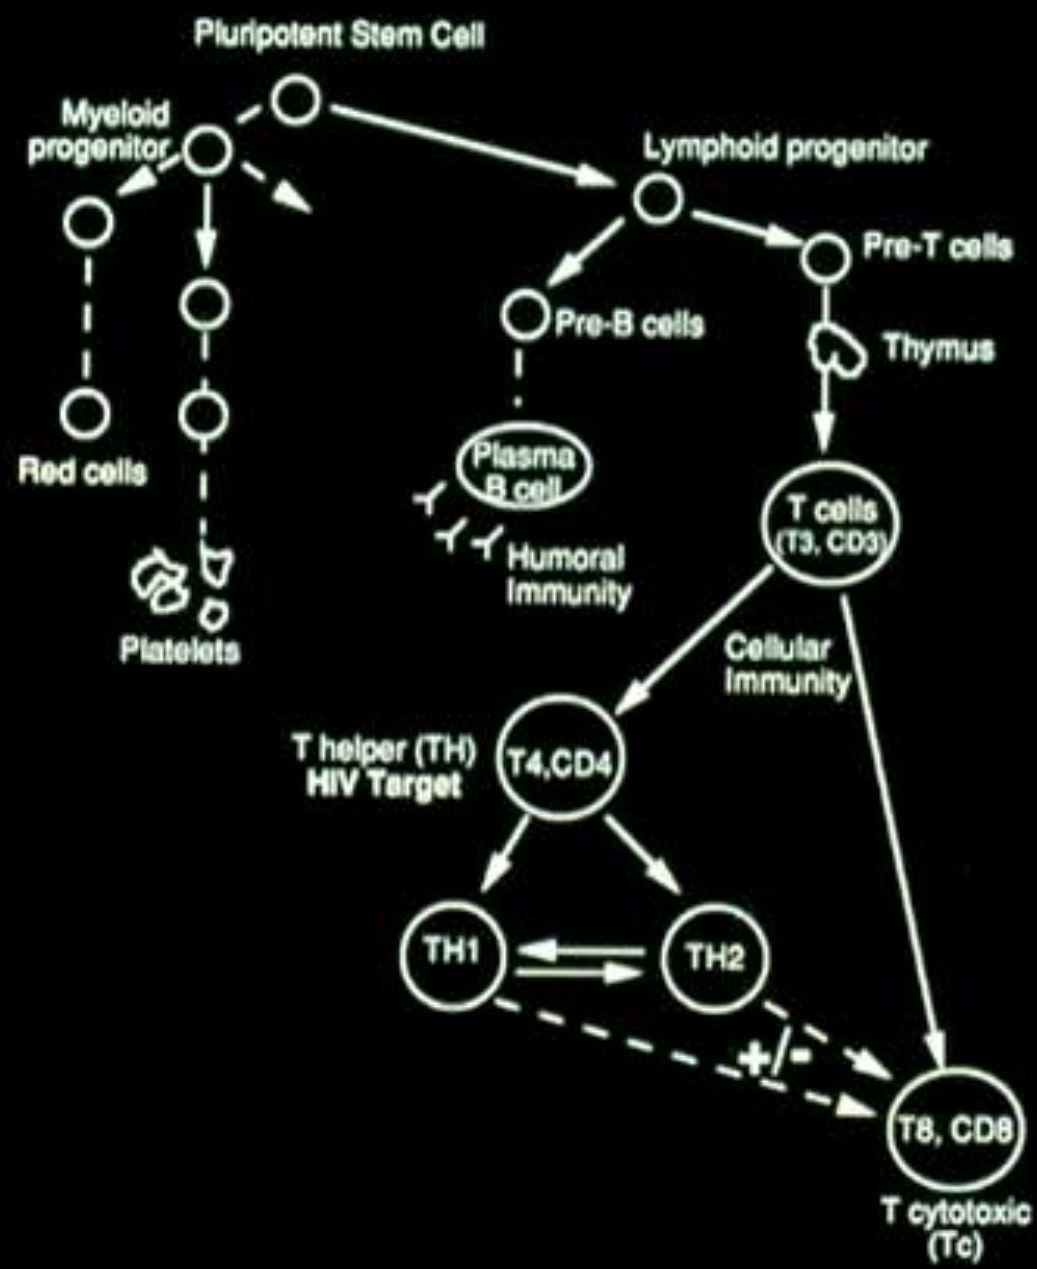 Pluripotent Stem Cell
Myeloid
progenitor
Lymphoid progenitor
Pre-T cells
Pre-B cells
Thymus
Red cells
Plasma
B cell
T cells
(T3, CD3)
Humoral
Immunity
Platelets
Cellular
Immunity
T helper (TH)
HIV Target
T4,CD4
TH1
TH2
+/-
T8, CD8
T cytotoxic
(Tc)